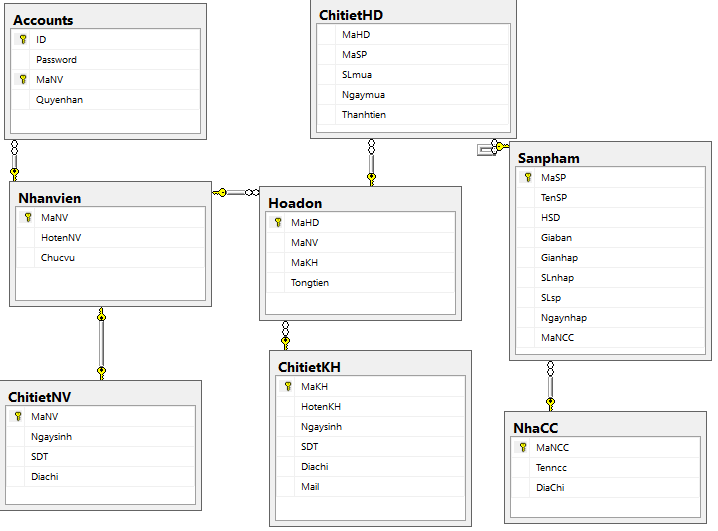 Accounts
ID
Password
MaNV
Quyenhan
ChitietHD
MaHD
MaSP
SLmua
Ngaymua
Thanhtien
Sanpham
MaSP
TenSP
HSD
Giaban
Gianhap
SLnhap
SLsp
Ngaynhap
MaNCC
Nhanvien
MaNV
HotenNV
Chucvu
Hoadon
MaHD
MaNV
MaKH
Tongtien
ChitietNV
MaNV
Ngaysinh
SDT
Diachi
ChitietKH
MaKH
HotenKH
Ngaysinh
SDT
Diachi
Mail
NhaCC
MaNCC
Tenncc
DiaChi